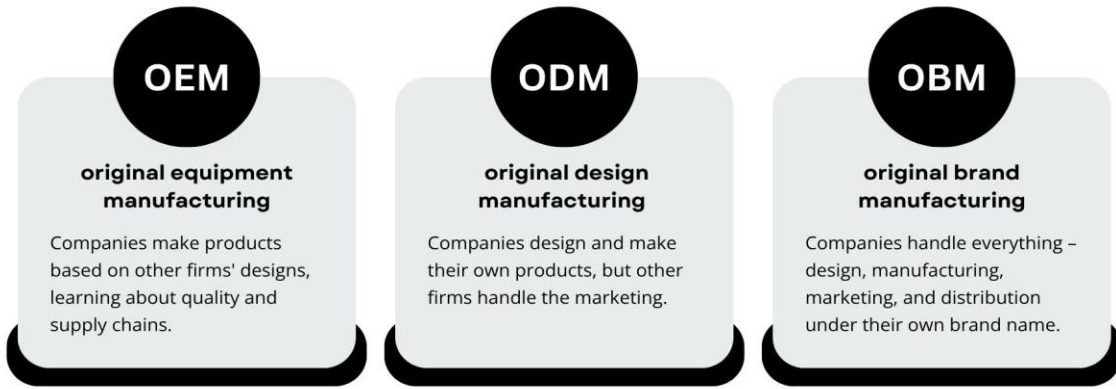 OEM
original equipment
manufacturing
Companies make products
based on other firms' designs,
learning about quality and
supply chains.
ODM
original design
manufacturing
Companies design and make
their own products, but other
firms handle the marketing.
OBM
original brand
manufacturing
Companies handle everything –
design, manufacturing,
marketing, and distribution
under their own brand name.